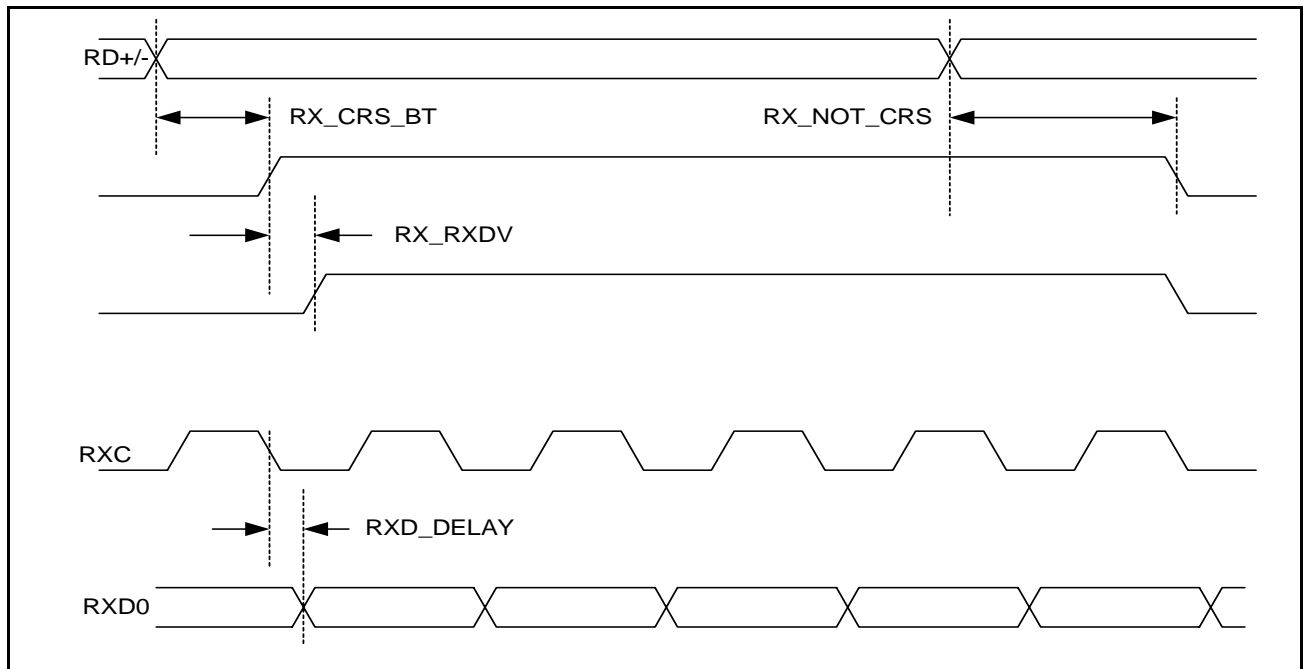 RD+/-
RX_CRS_BT
RX_NOT_CRS
RX_RXDV
RXC
RXD_DELAY
RXD0